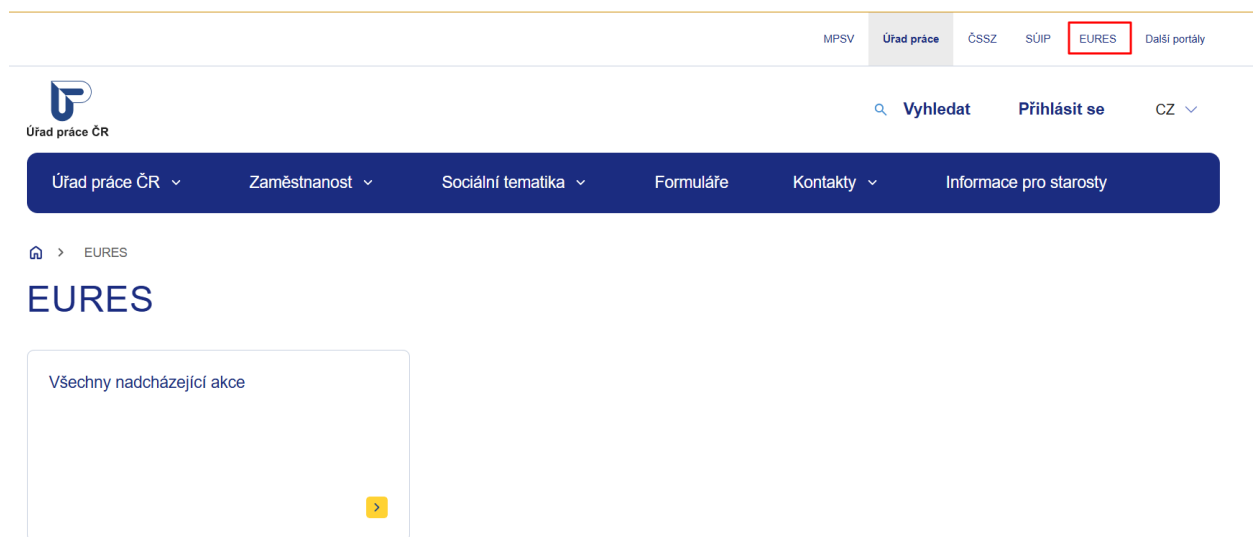 MPSV Úřad práce ČSSZ SÚIP EURES Další portály
Úřad práce ČR
Vyhledat Přihlásit se CZ
Úřad práce ČR Zaměstnanost Sociální tematika Formuláře Kontakty Informace pro starosty
EURES
EURES
Všechny nadcházející akce